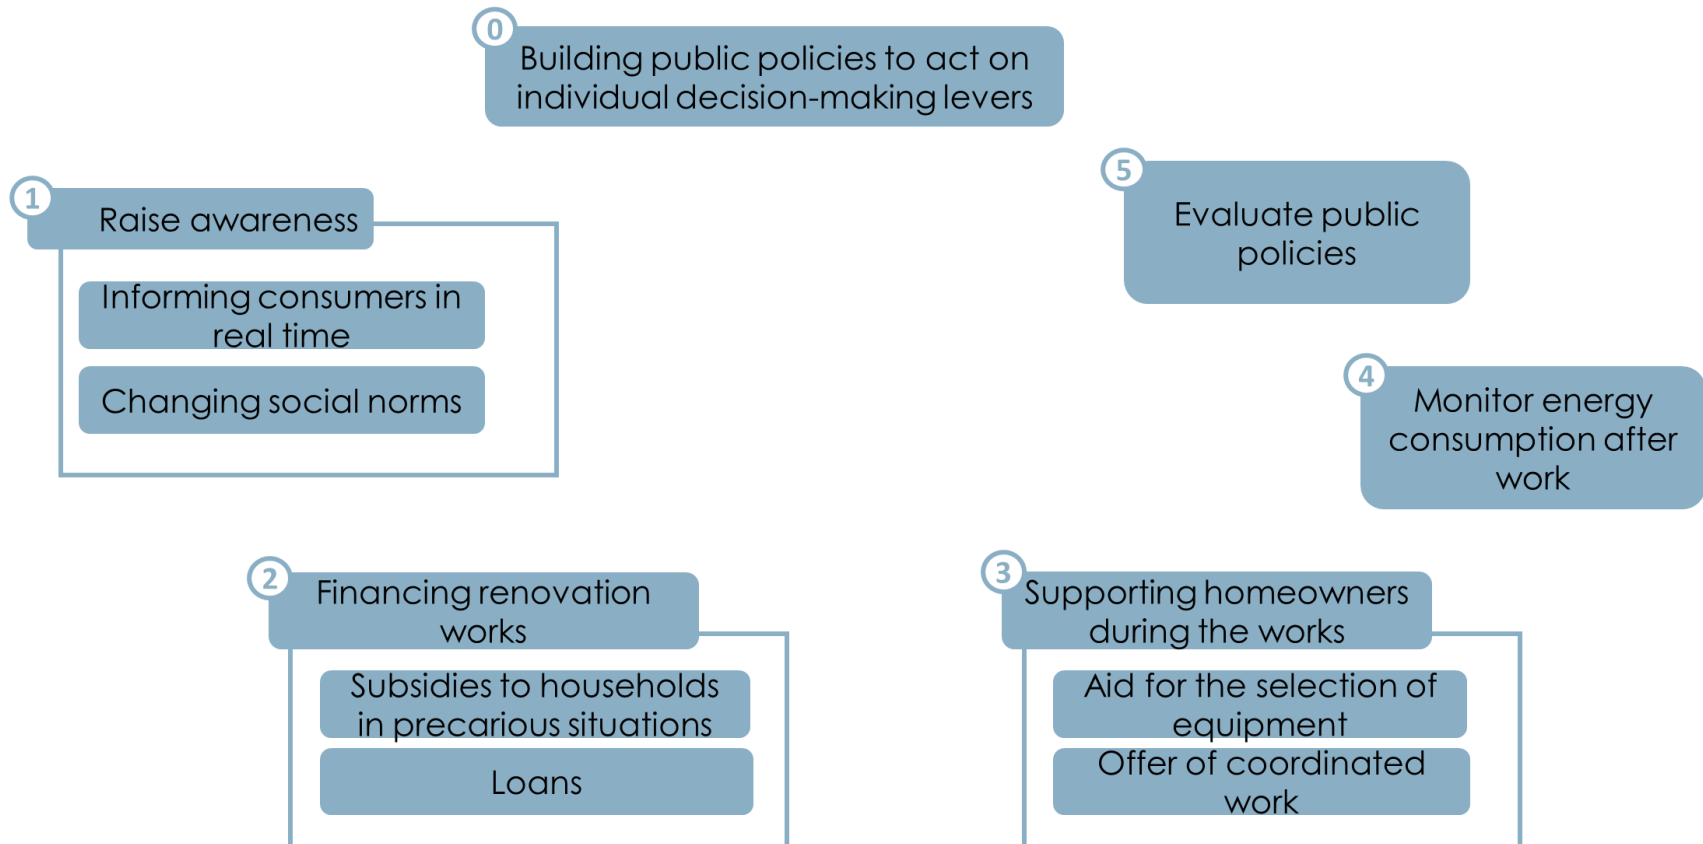 0
Building public policies to act on
individual decision-making levers
1
Raise awareness
Informing consumers in
real time
Changing social norms
2
Financing renovation
works
Subsidies to households
in precarious situations
Loans
3
Supporting homeowners
during the works
Aid for the selection of
equipment
Offer of coordinated
work
4
Monitor energy
consumption after
work
5
Evaluate public
policies